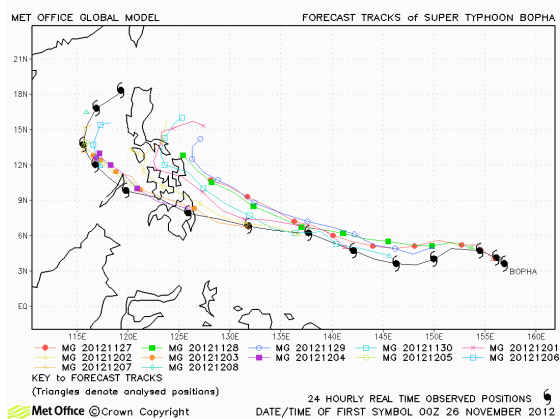 MET OFFICE GLOBAL MODEL FORECAST TRACKS of SUPER TYPHOON BOPHA
21N
18N
15N
12N
9N
6N
3N
EQ
BOPHA
115E 120E 125E 130E 135E 140E 145E 150E 155E 160E
MG 20121127 MG 20121128 MG 20121129 MG 20121130 MG 20121201
MG 20121202 MG 20121203 MG 20121204 MG 20121205 MG 20121206
MG 20121207 MG 20121208
KEY to FORECAST TRACKS
(Triangles denote analysed positions)
24 HOURLY REAL TIME OBSERVED POSITIONS
Met Office ©Crown Copyright DATE/TIME OF FIRST SYMBOL 00Z 26 NOVEMBER 20106